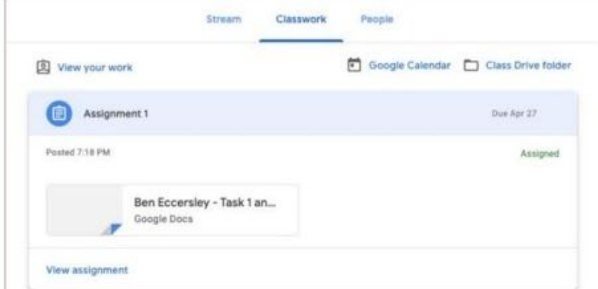 Stream Classwork People
View your work Google Calendar Class Drive folder
Assignment 1 Due Apr 27
Posted 7:18 PM Assigned
Ben Eccersley - Task 1 an...
Google Docs
View assignment